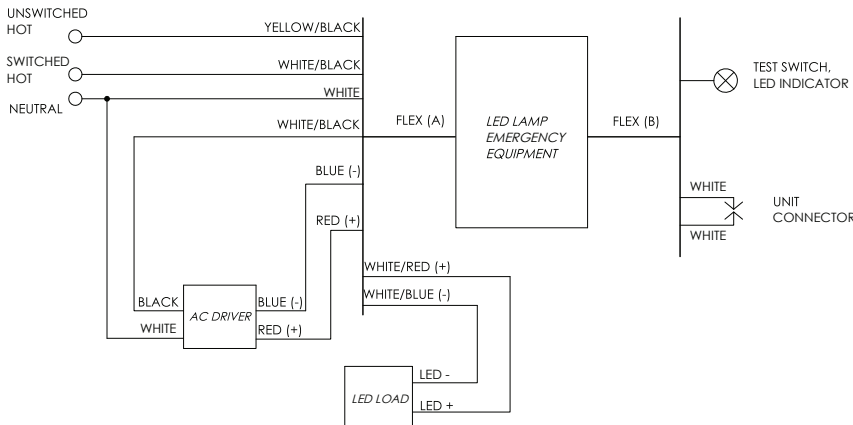 UNSWITCHED
HOT
YELLOW/BLACK
SWITCHED
HOT
WHITE/BLACK
NEUTRAL
WHITE
WHITE/BLACK
FLEX (A)
LED LAMP
EMERGENCY
EQUIPMENT
FLEX (B)
TEST SWITCH,
LED INDICATOR
BLUE (-)
RED (+)
WHITE
WHITE
UNIT
CONNECTOR
WHITE/RED (+)
WHITE/BLUE (-)
BLACK
WHITE
AC DRIVER
BLUE (-)
RED (+)
LED LOAD
LED -
LED +